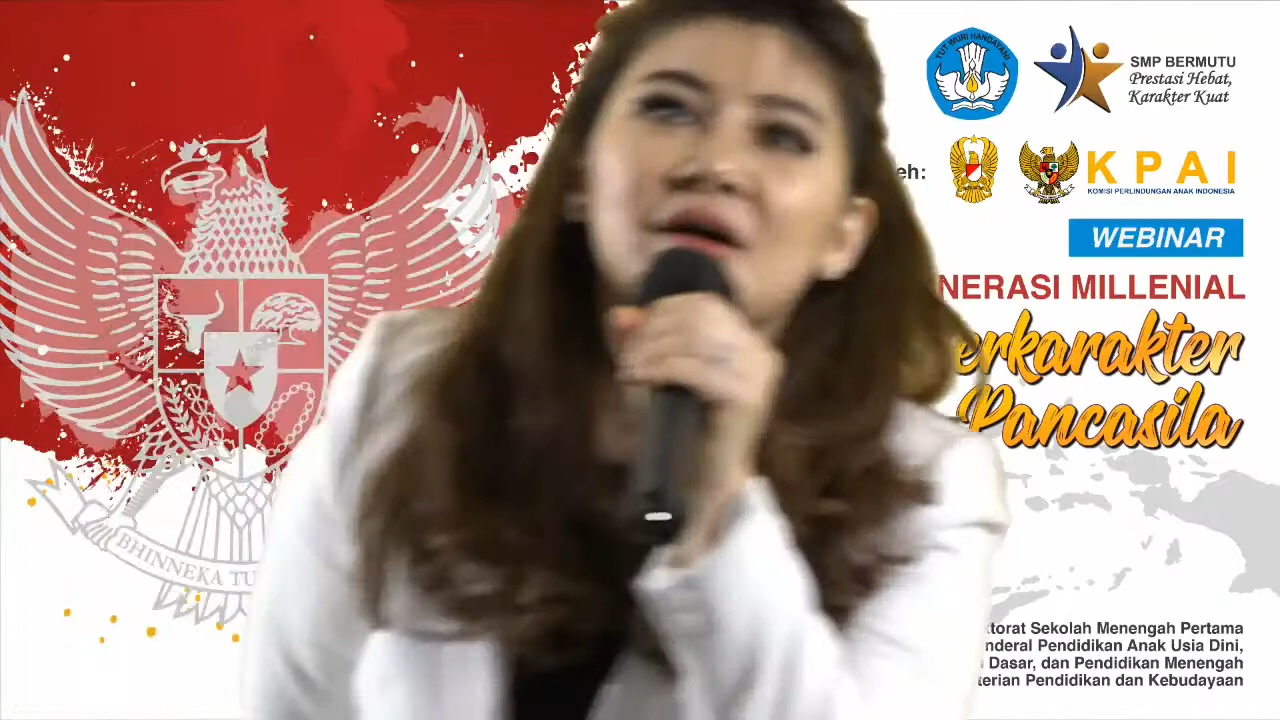 TUT WURI HANDAYANI
SMP BERMUTU
Prestasi Hebat,
Karakter Kuat
eh:
KPAI
KOMISI PERLINDUNGAN ANAK INDONESIA
WEBINAR
NERASI MILLENIAL
erkarakter
Pancasila
BHINNEKA TU
ktorat Sekolah Menengah Pertama
nderal Pendidikan Anak Usia Dini,
Dasar, dan Pendidikan Menengah
terian Pendidikan dan Kebudayaan